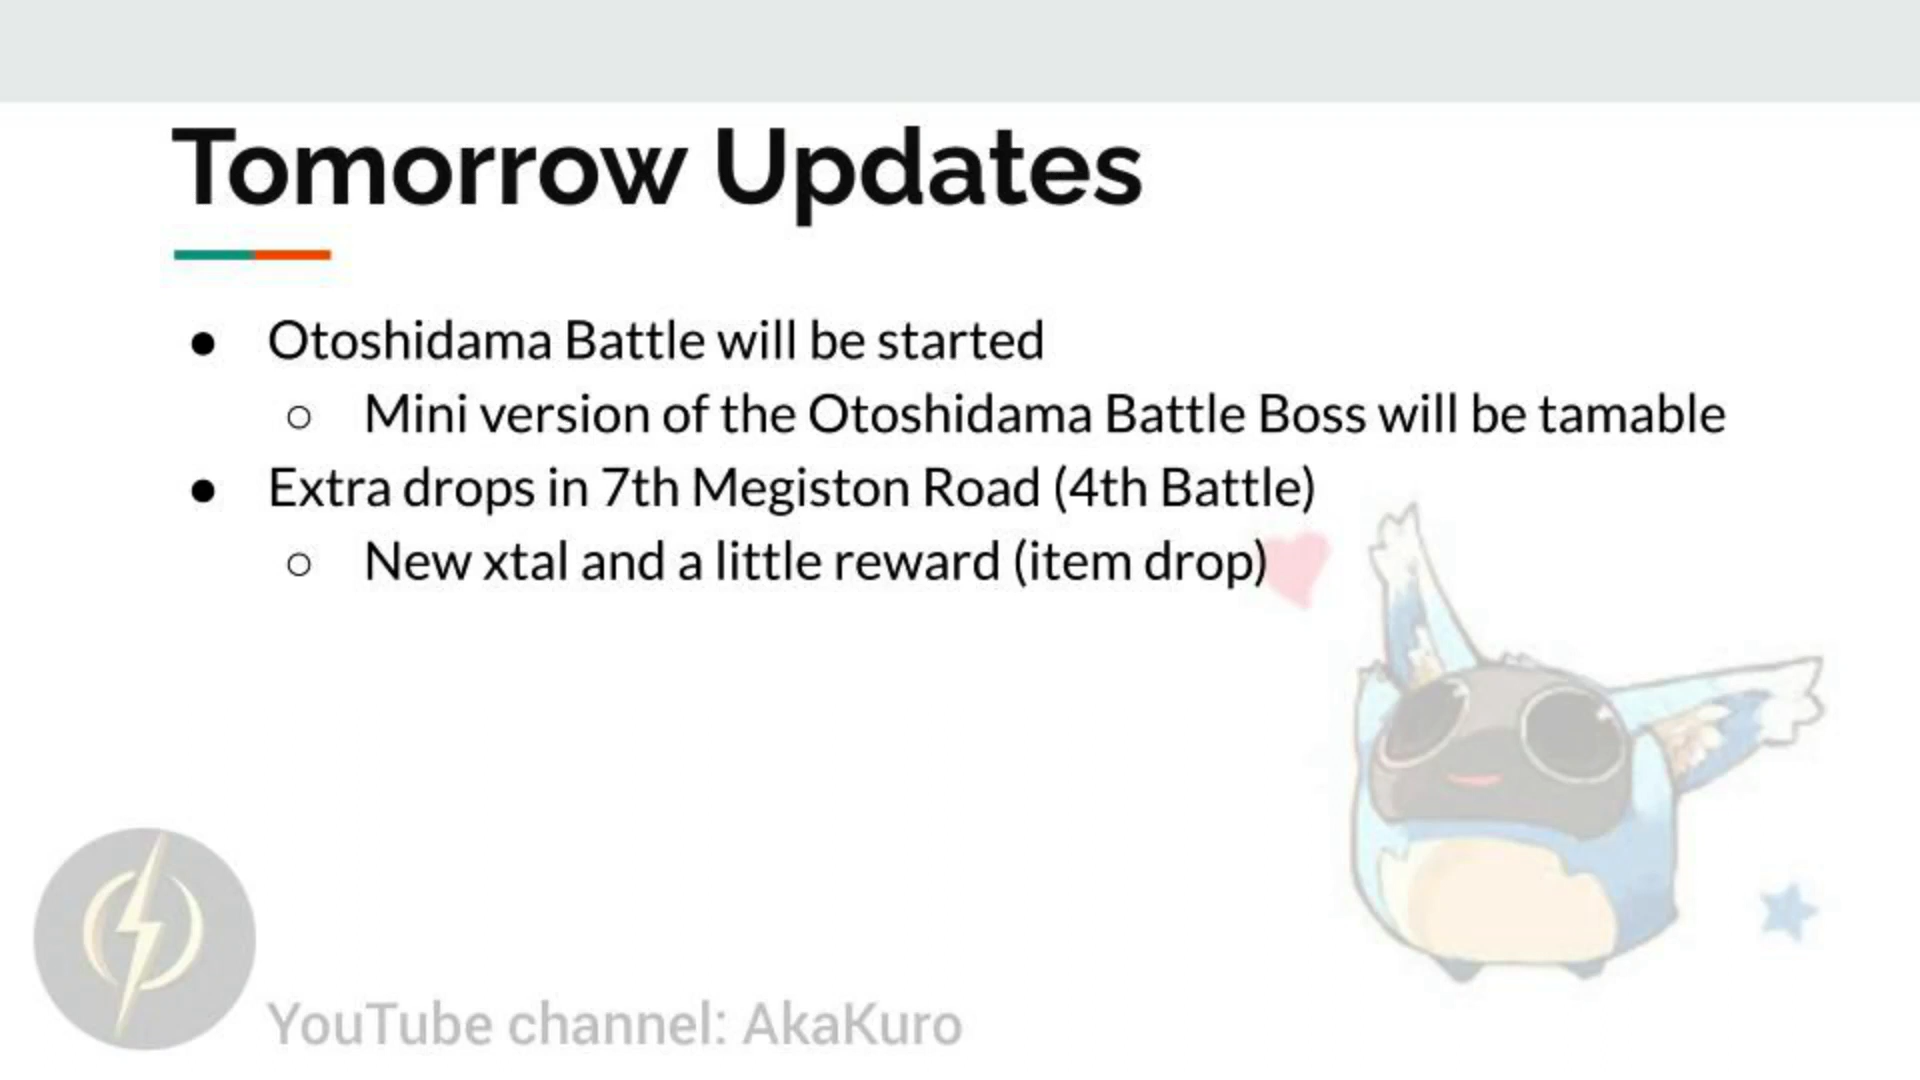 Tomorrow Updates
● Otoshidama Battle will be started
○ Mini version of the Otoshidama Battle Boss will be tamable
● Extra drops in 7th Megiston Road (4th Battle)
○ New xtal and a little reward (item drop)
YouTube channel: AkaKuro